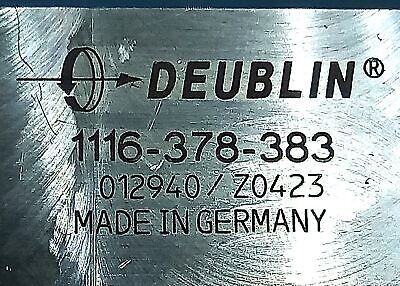 DEUBLIN®
1116-378-383
012940/Z0423
MADE IN GERMANY